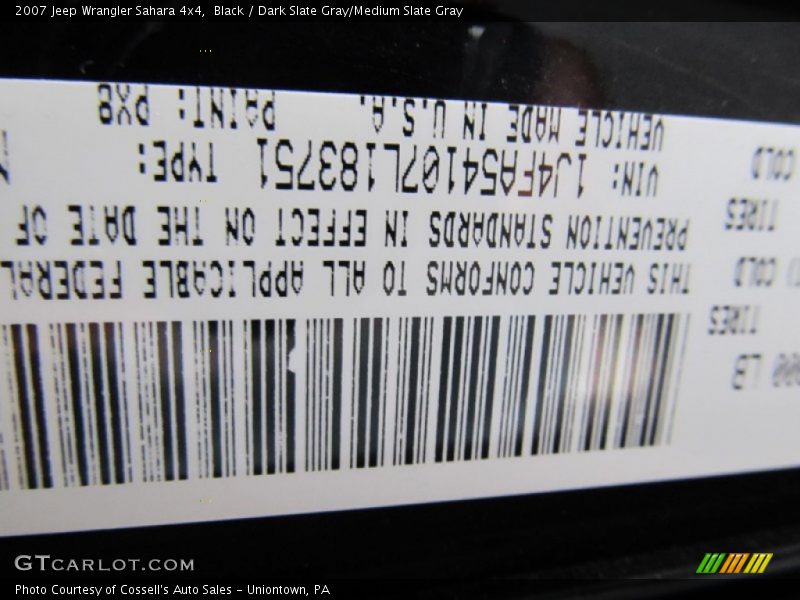 2007 Jeep Wrangler Sahara 4x4,  Black / Dark Slate Gray/Medium Slate Gray
LB
TIRES
COLD
TIRES
COLD
THIS VEHICLE CONFORMS TO ALL APPLICABLE FEDERAL
PREVENTION STANDARDS IN EFFECT ON THE DATE OF
VIN: 1J4FA54107L183751 TYPE:
VEHICLE MADE IN U.S.A. PAINT: PX8
GTCARLOT.COM
Photo Courtesy of Cossell's Auto Sales - Uniontown, PA